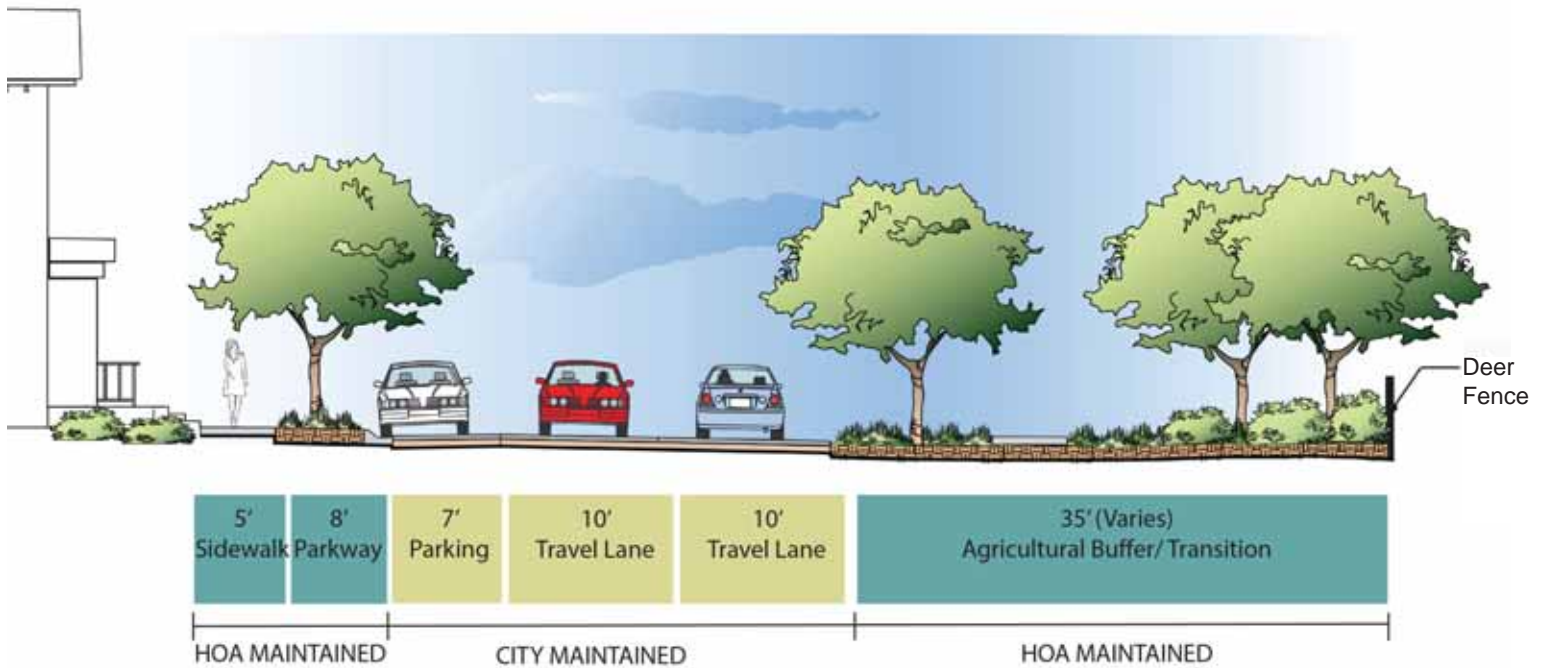 Deer
Fence
5'
Sidewalk
8'
Parkway
7'
Parking
10'
Travel Lane
10'
Travel Lane
35' (Varies)
Agricultural Buffer/ Transition
HOA MAINTAINED
CITY MAINTAINED
HOA MAINTAINED